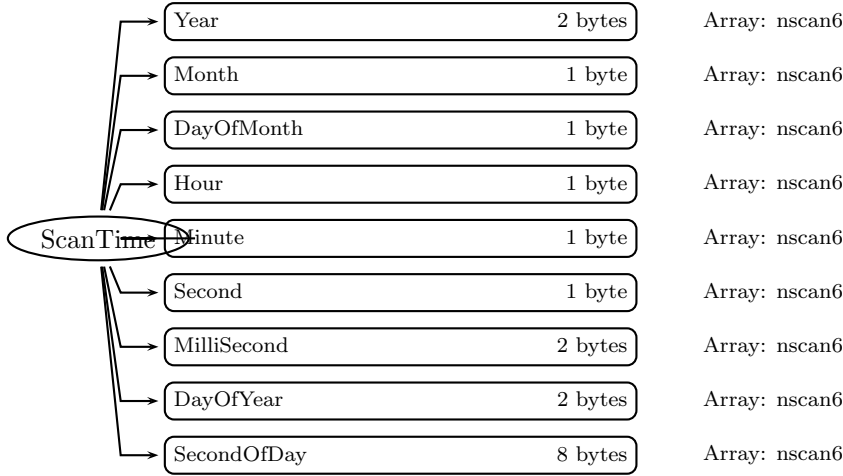 Year 2 bytes Array: nscan6
Month 1 byte Array: nscan6
DayOfMonth 1 byte Array: nscan6
Hour 1 byte Array: nscan6
ScanTime Minute 1 byte Array: nscan6
Second 1 byte Array: nscan6
MilliSecond 2 bytes Array: nscan6
DayOfYear 2 bytes Array: nscan6
SecondOfDay 8 bytes Array: nscan6